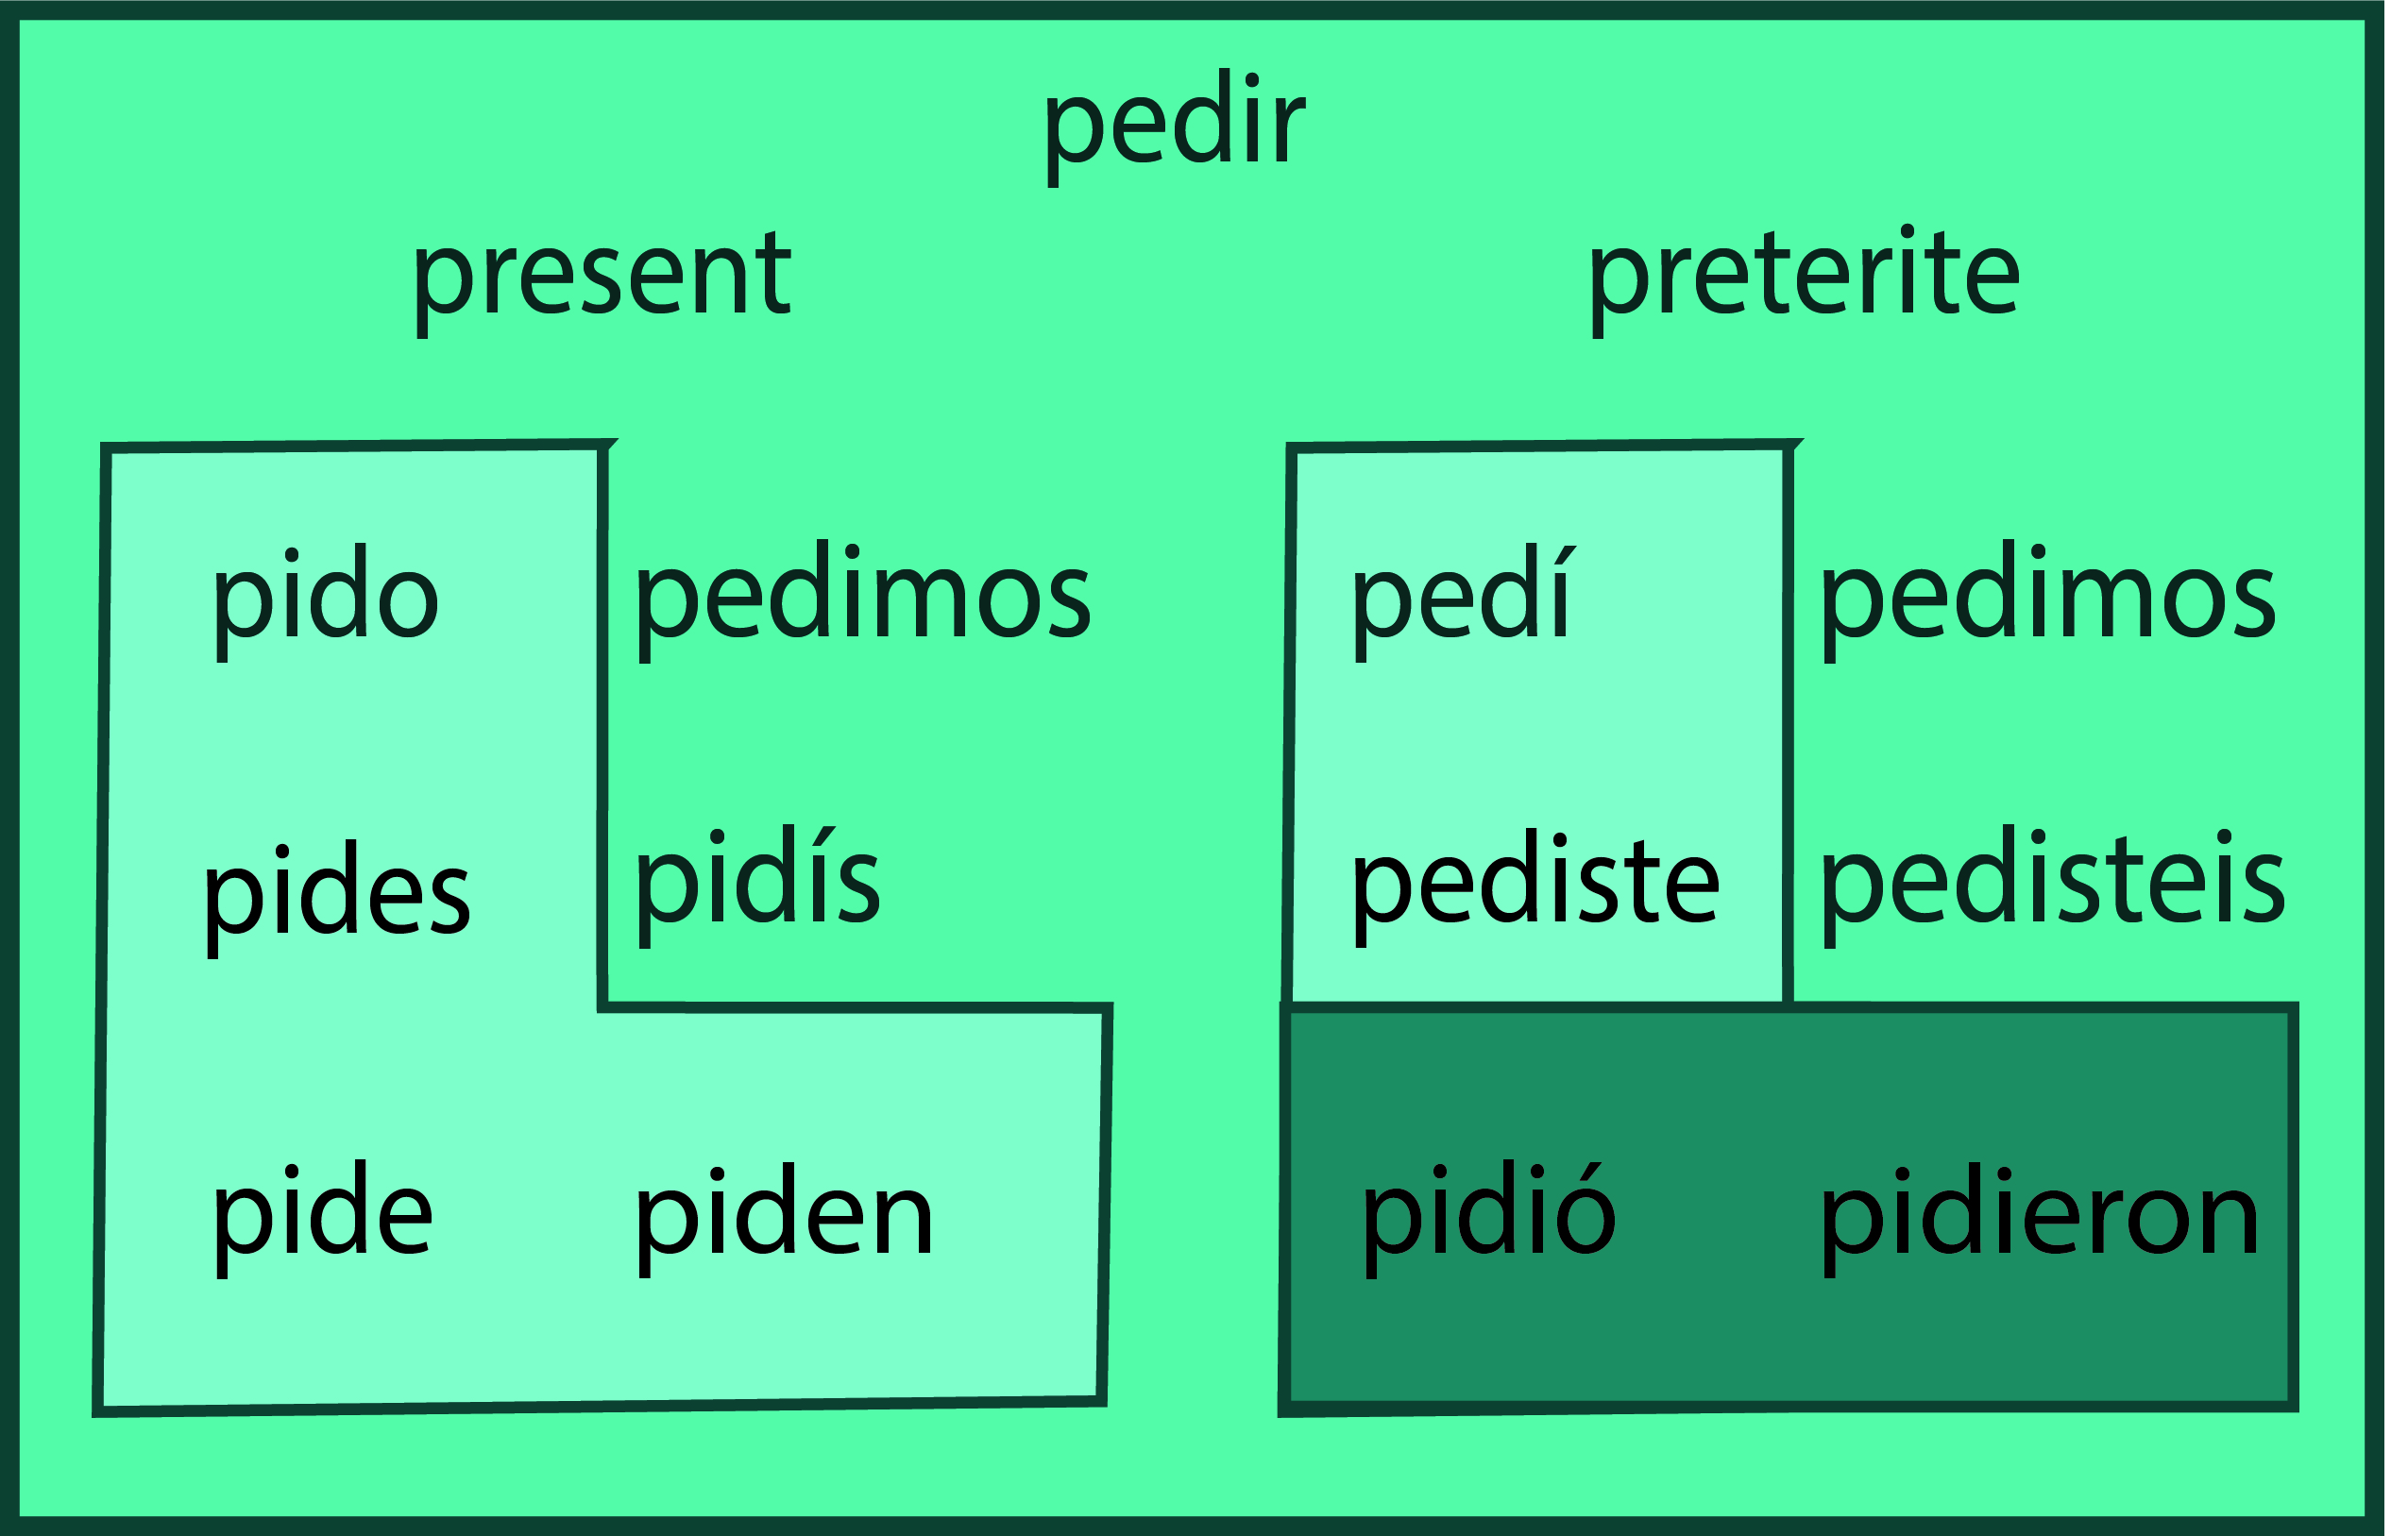 pedir
present preterite
pido pedimos pedí pedimos
pides pidís pediste pedisteis
pide piden pidió pidieron